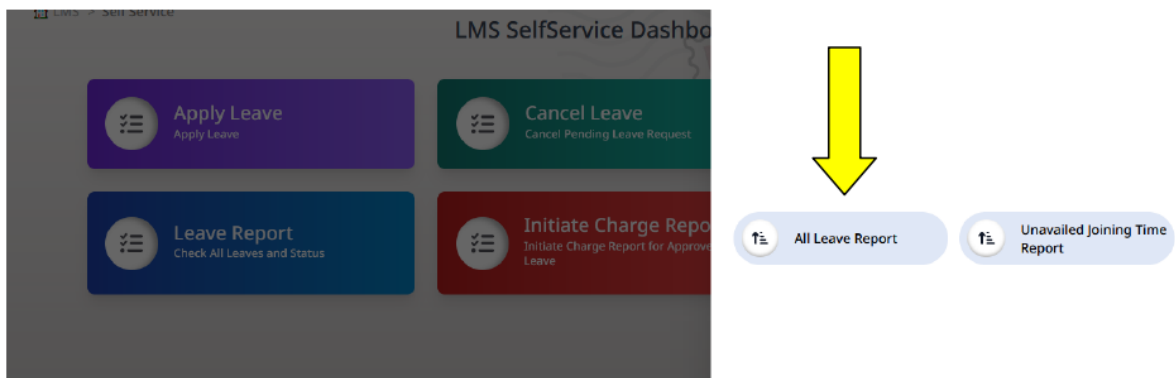 LMS > Self Service
LMS SelfService Dashbo
Apply Leave
Apply Leave
Cancel Leave
Cancel Pending Leave Request
Leave Report
Check All Leaves and Status
Initiate Charge Repo
Initiate Charge Report for Approve
Leave
All Leave Report
Unavailed Joining Time
Report